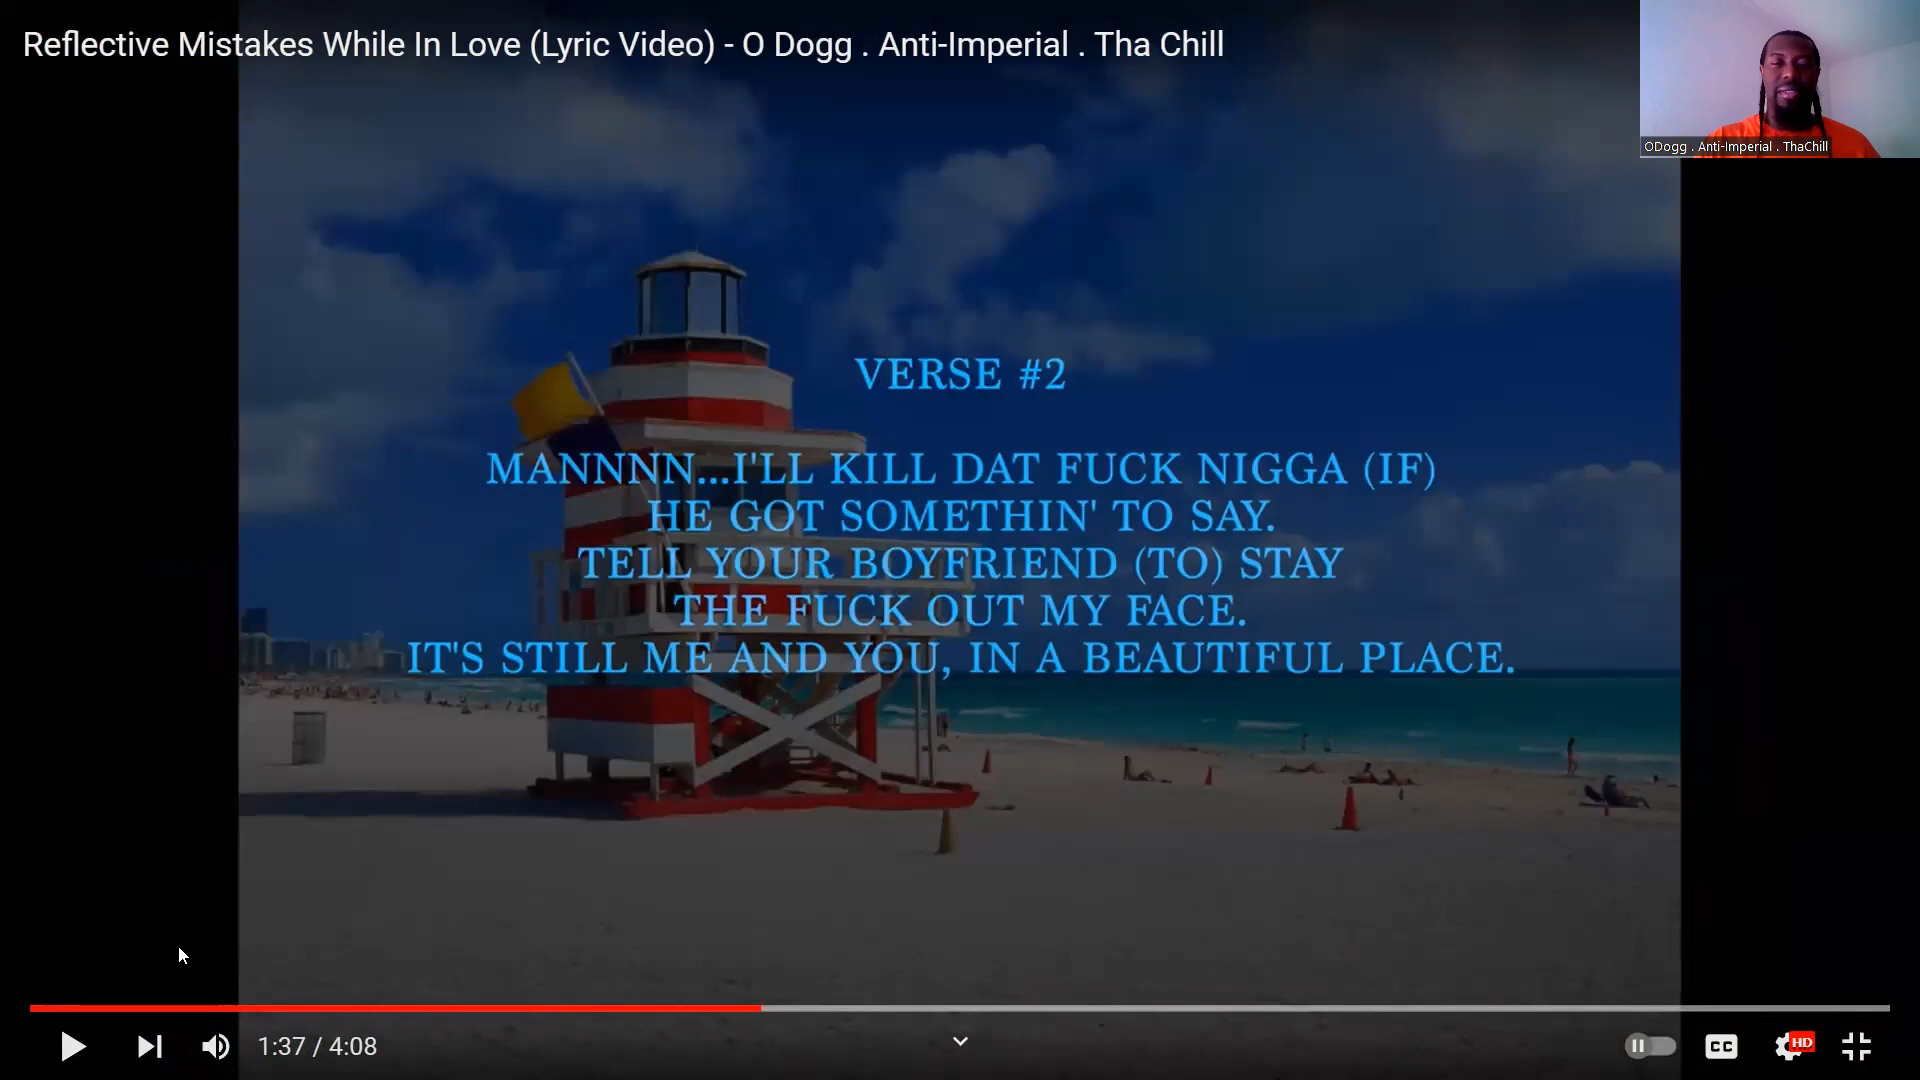 Reflective Mistakes While In Love (Lyric Video) - O Dogg . Anti-Imperial . Tha Chill
ODogg . Anti-Imperial . ThaChill
VERSE #2
MANNNN...I'LL KILL DAT FUCK NIGGA (IF)
HE GOT SOMETHIN' TO SAY.
TELL YOUR BOYFRIEND (TO) STAY
THE FUCK OUT MY FACE.
IT'S STILL ME AND YOU, IN A BEAUTIFUL PLACE.
1:37 / 4:08
CC
HD